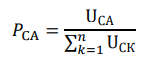 P_CA = U_CA / ∑_{k=1}^{n} U_CK